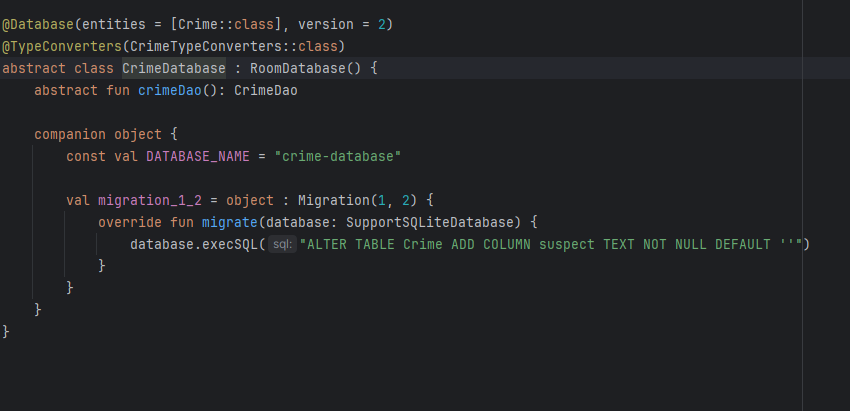 @Database(entities = [Crime::class], version = 2)
@TypeConverters(CrimeTypeConverters::class)
abstract class CrimeDatabase : RoomDatabase() {
    abstract fun crimeDao(): CrimeDao

    companion object {
        const val DATABASE_NAME = "crime-database"

        val migration_1_2 = object : Migration(1, 2) {
            override fun migrate(database: SupportSQLiteDatabase) {
                database.execSQL( sql: "ALTER TABLE Crime ADD COLUMN suspect TEXT NOT NULL DEFAULT ''")
            }
        }
    }
}